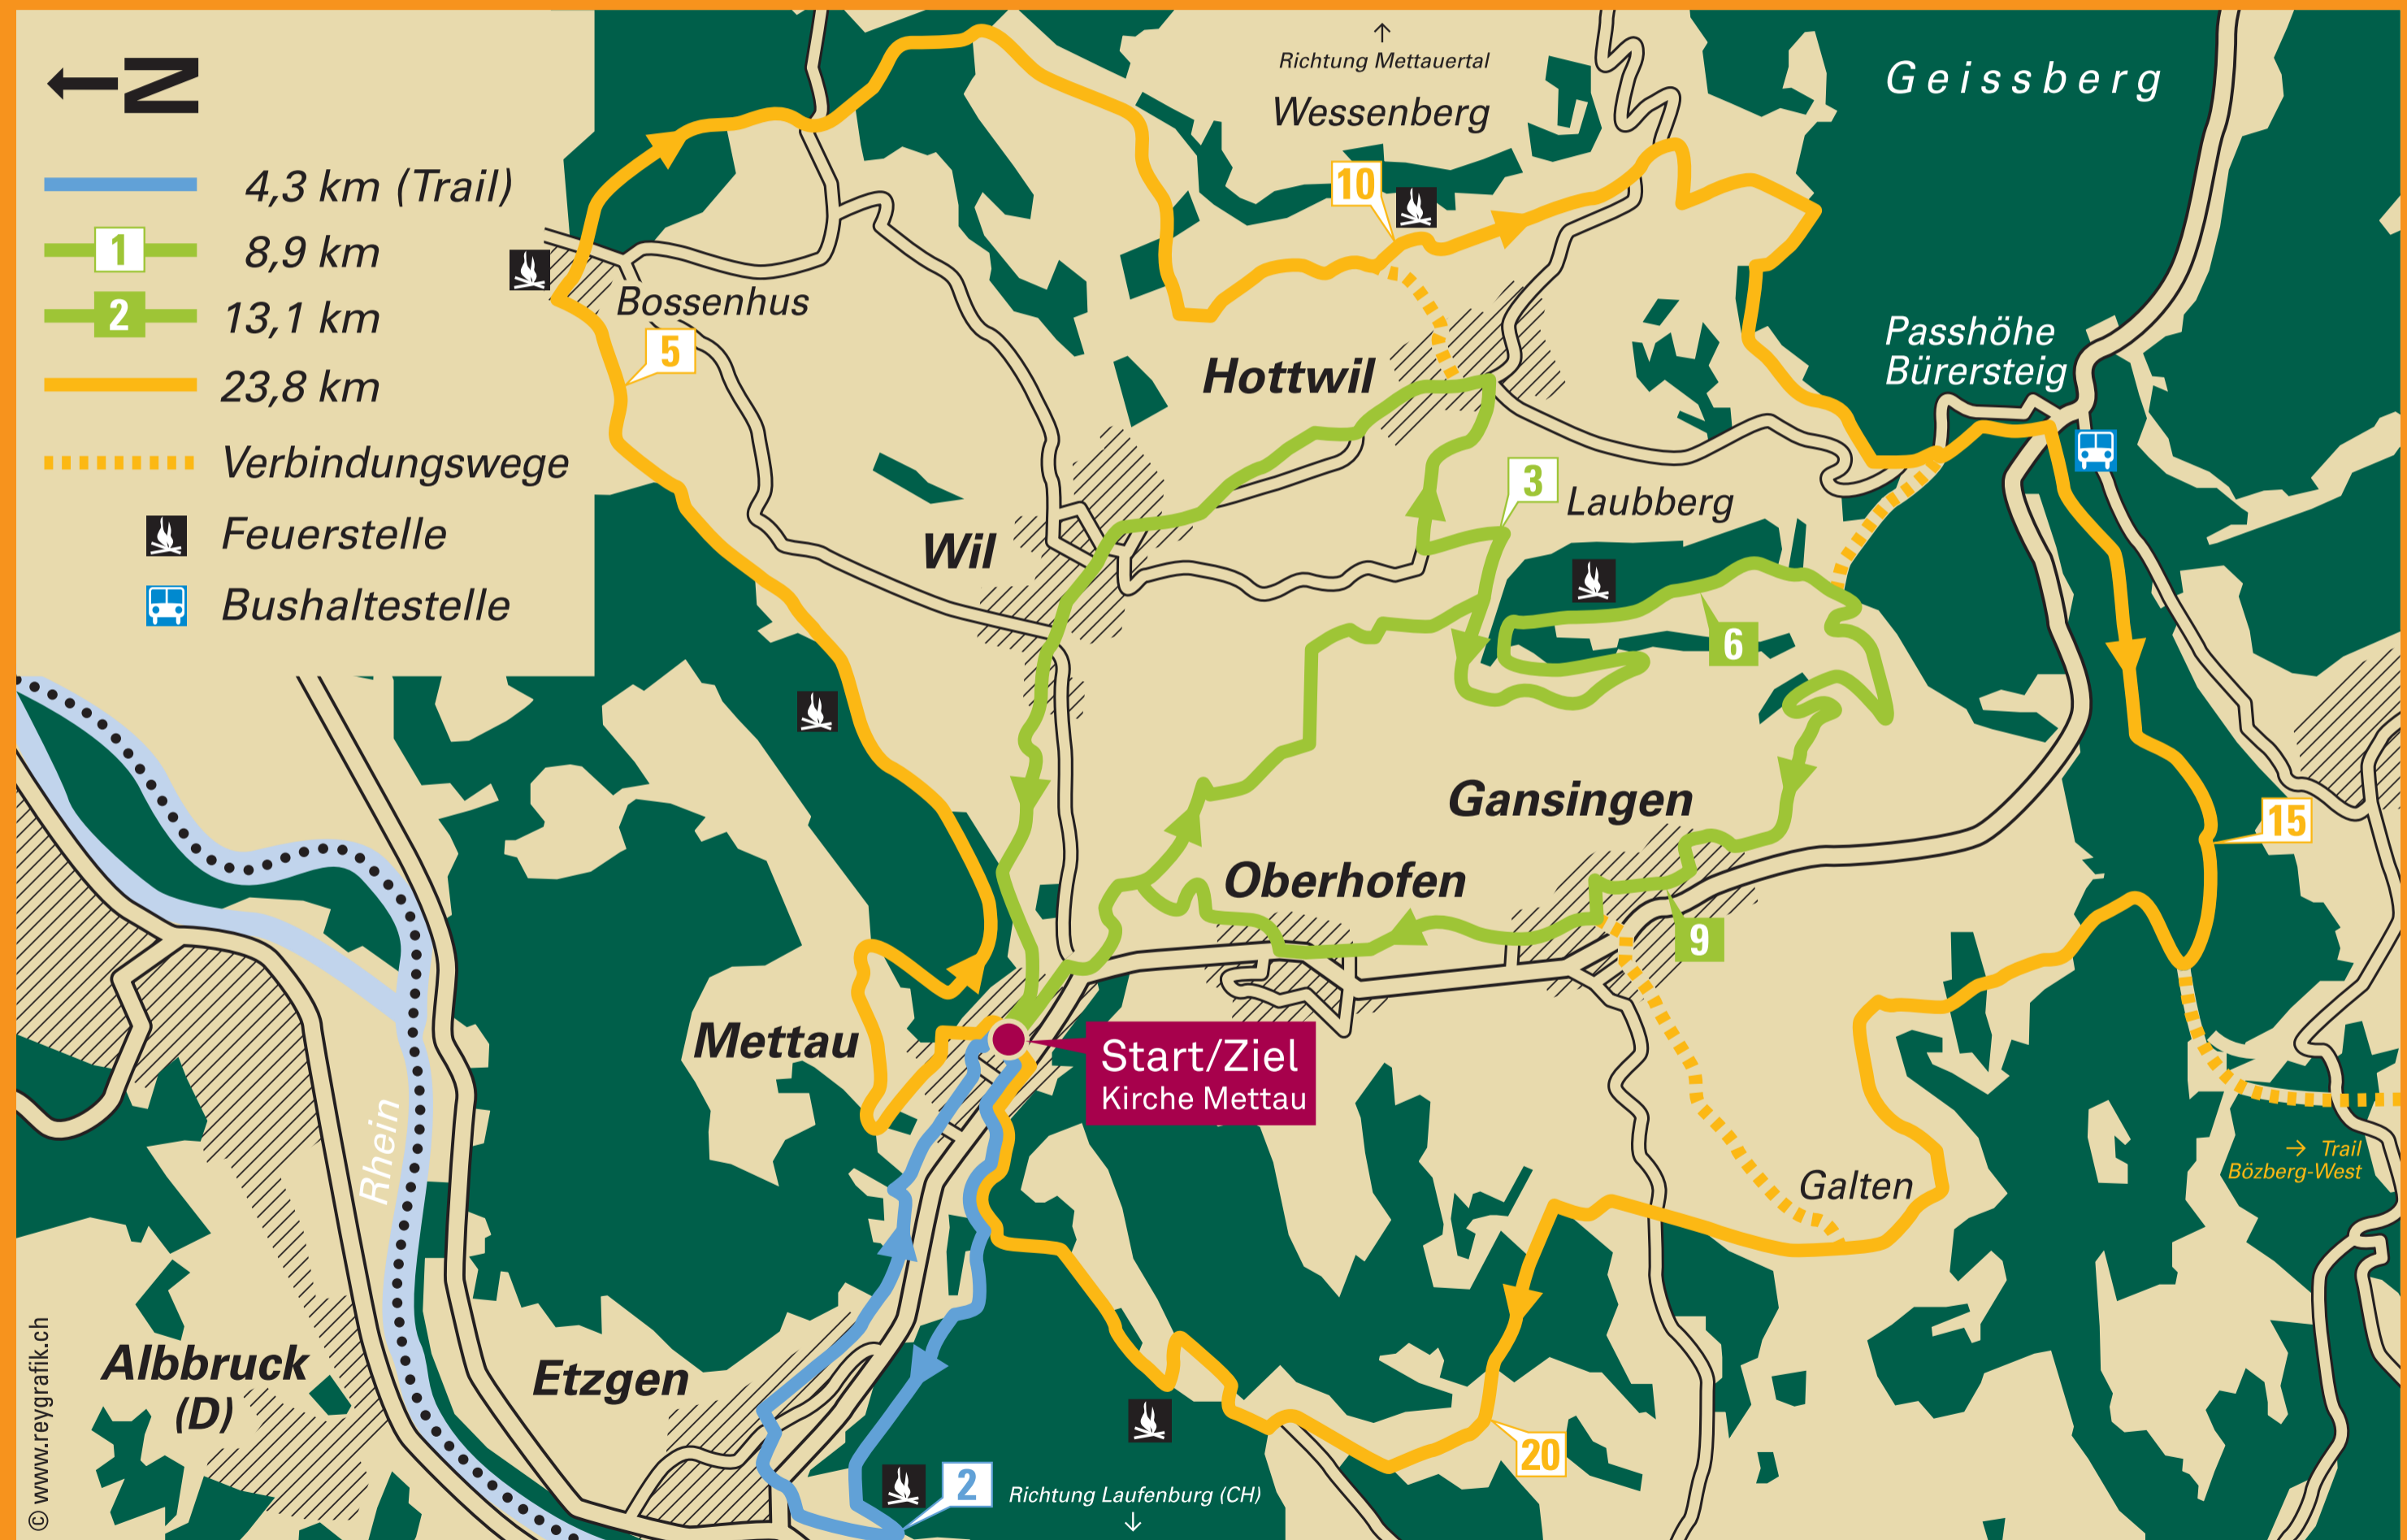 N
4,3 km (Trail)
1 8,9 km
2 13,1 km
23,8 km
Verbindungswege
Feuerstelle
Bushaltestelle
Richtung Mettauertal
Wessenberg
Geissberg
10
Bossenhus
5
Hottwil
Passhöhe
Bürersteig
3
Laubberg
Wil
6
Gansingen
15
Oberhofen
9
Mettau
Start/Ziel
Kirche Mettau
Rhein
Trail
Bözberg-West
Galten
Albbruck
(D)
Etzgen
20
2
Richtung Laufenburg (CH)
© www.reygrafik.ch